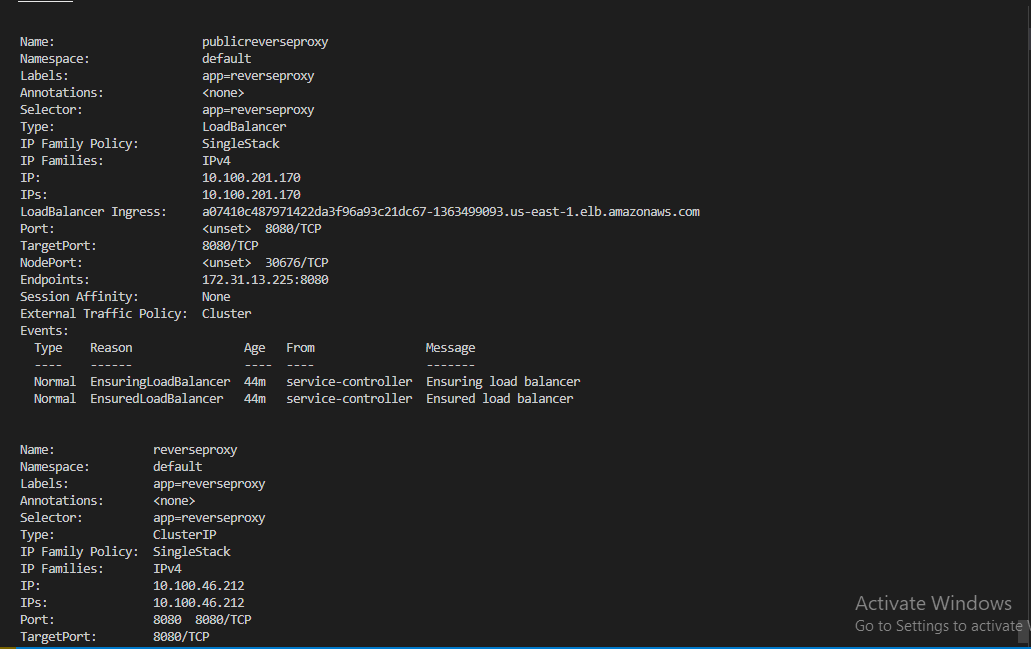 Name:                     publicreverseproxy
Namespace:                default
Labels:                   app=reverseproxy
Annotations:              <none>
Selector:                 app=reverseproxy
Type:                     LoadBalancer
IP Family Policy:         SingleStack
IP Families:              IPv4
IP:                       10.100.201.170
IPs:                      10.100.201.170
LoadBalancer Ingress:     a07410c487971422da3f96a93c21dc67-1363499093.us-east-1.elb.amazonaws.com
Port:                     <unset>  8080/TCP
TargetPort:               8080/TCP
NodePort:                 <unset>  30676/TCP
Endpoints:                172.31.13.225:8080
Session Affinity:         None
External Traffic Policy:  Cluster
Events:
  Type    Reason                Age   From                Message
  ----    ------                ----  ----                -------
  Normal  EnsuringLoadBalancer  44m   service-controller  Ensuring load balancer
  Normal  EnsuredLoadBalancer   44m   service-controller  Ensured load balancer
Name:              reverseproxy
Namespace:         default
Labels:            app=reverseproxy
Annotations:       <none>
Selector:          app=reverseproxy
Type:              ClusterIP
IP Family Policy:  SingleStack
IP Families:       IPv4
IP:                10.100.46.212
IPs:               10.100.46.212
Port:              8080  8080/TCP
TargetPort:        8080/TCP
Activate Windows
Go to Settings to activate